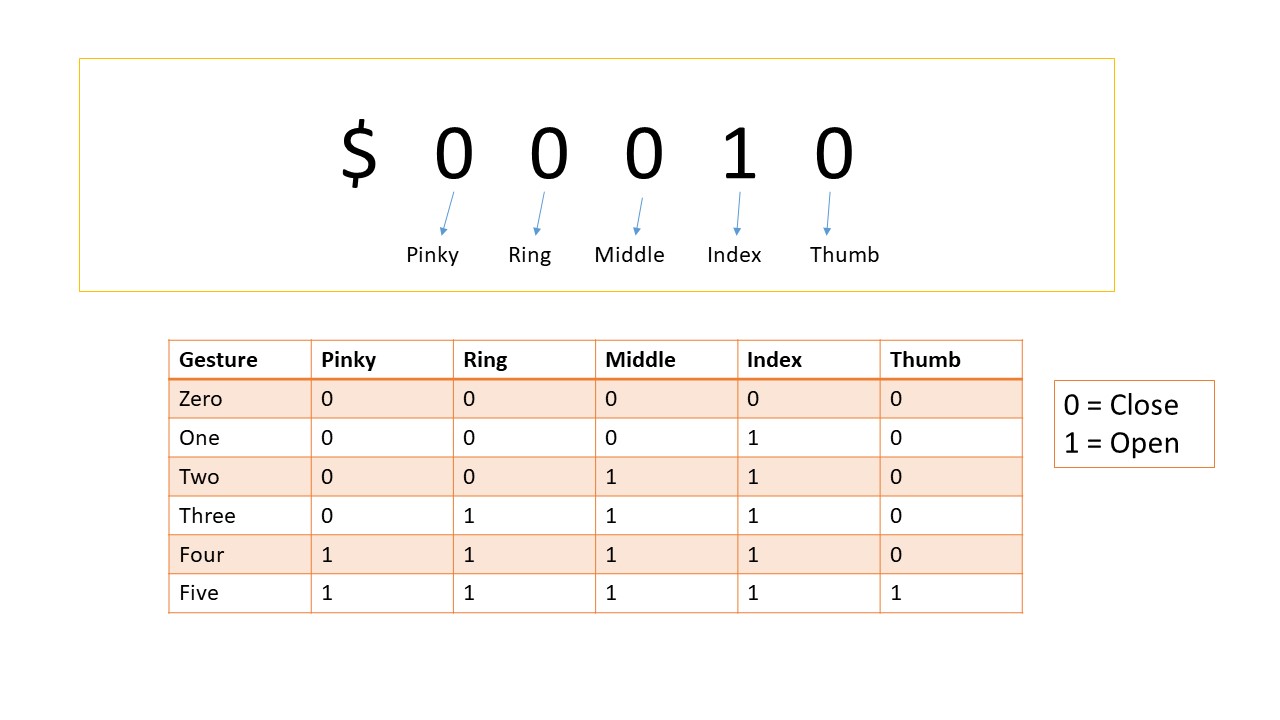 $ 0 0 0 1 0
Pinky Ring Middle Index Thumb
Gesture Pinky Ring Middle Index Thumb
Zero 0 0 0 0 0
One 0 0 0 1 0
Two 0 0 1 1 0
Three 0 1 1 1 0
Four 1 1 1 1 0
Five 1 1 1 1 1
0 = Close
1 = Open